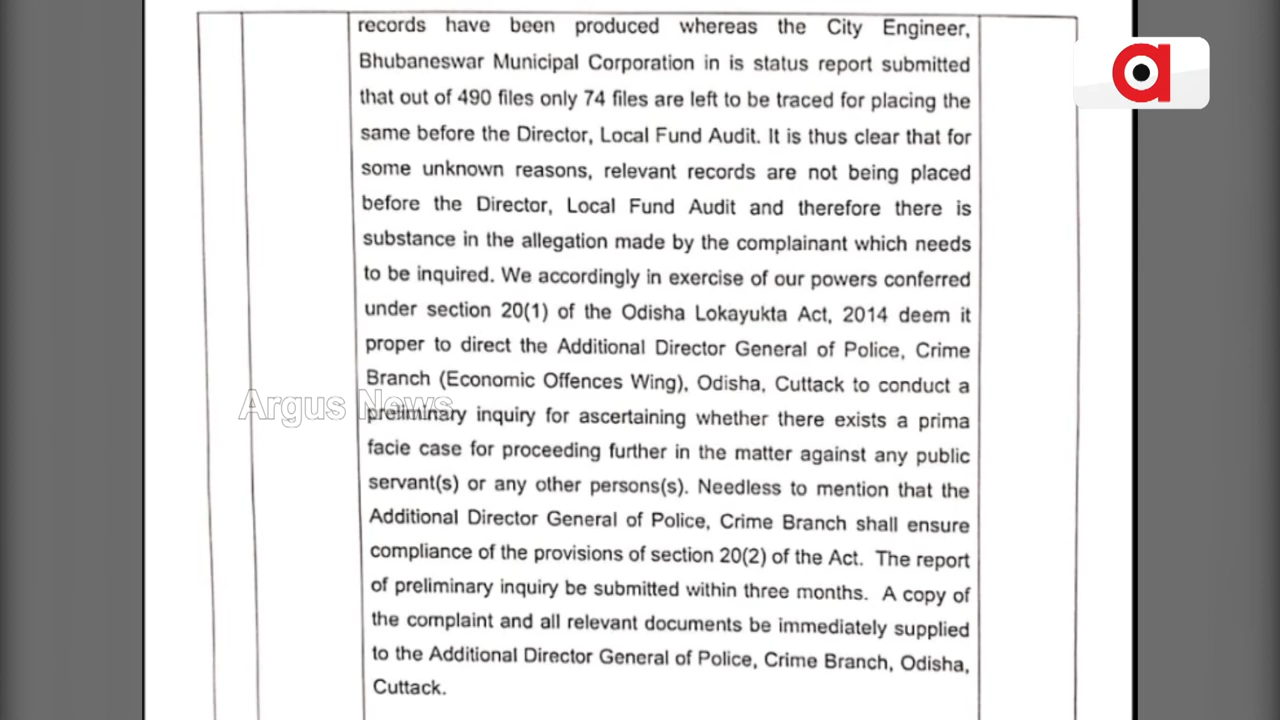 records have been produced whereas the City Engineer,
Bhubaneswar Municipal Corporation in is status report submitted
that out of 490 files only 74 files are left to be traced for placing the
same before the Director, Local Fund Audit. It is thus clear that for
some unknown reasons, relevant records are not being placed
before the Director, Local Fund Audit and therefore there is
substance in the allegation made by the complainant which needs
to be inquired. We accordingly in exercise of our powers conferred
under section 20(1) of the Odisha Lokayukta Act, 2014 deem it
proper to direct the Additional Director General of Police, Crime
Branch (Economic Offences Wing), Odisha, Cuttack to conduct a
Argus News
preliminary inquiry for ascertaining whether there exists a prima
facie case for proceeding further in the matter against any public
servant(s) or any other persons(s). Needless to mention that the
Additional Director General of Police, Crime Branch shall ensure
compliance of the provisions of section 20(2) of the Act. The report
of preliminary inquiry be submitted within three months. A copy of
the complaint and all relevant documents be immediately supplied
to the Additional Director General of Police, Crime Branch, Odisha,
Cuttack.
a